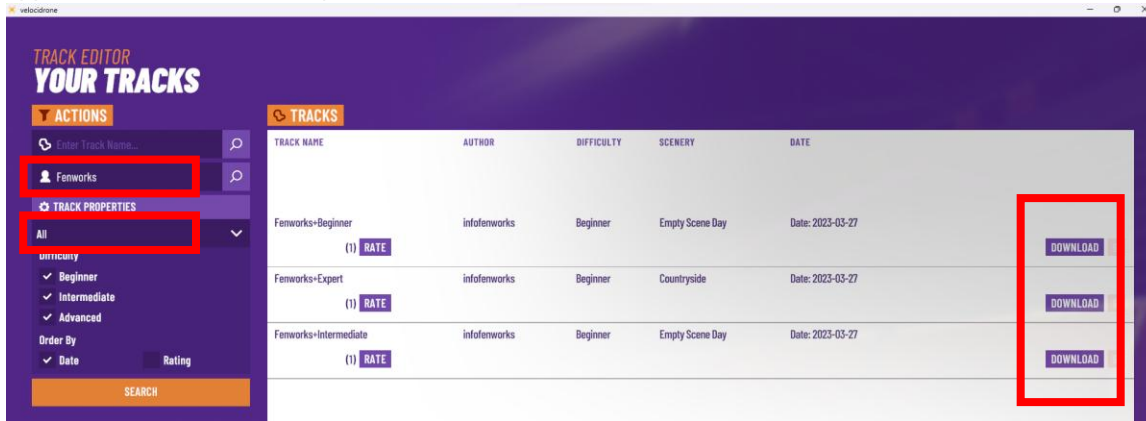 velocidrone
TRACK EDITOR
YOUR TRACKS
ACTIONS
Enter Track Name...
Fenworks
TRACK PROPERTIES
All
Difficulty
Beginner
Intermediate
Advanced
Order By
Date Rating
SEARCH
TRACKS
TRACK NAME AUTHOR DIFFICULTY SCENERY DATE
Fenworks+Beginner infofenworks Beginner Empty Scene Day Date: 2023-03-27
(1) RATE DOWNLOAD
Fenworks+Expert infofenworks Beginner Countryside Date: 2023-03-27
(1) RATE DOWNLOAD
Fenworks+Intermediate infofenworks Beginner Empty Scene Day Date: 2023-03-27
(1) RATE DOWNLOAD